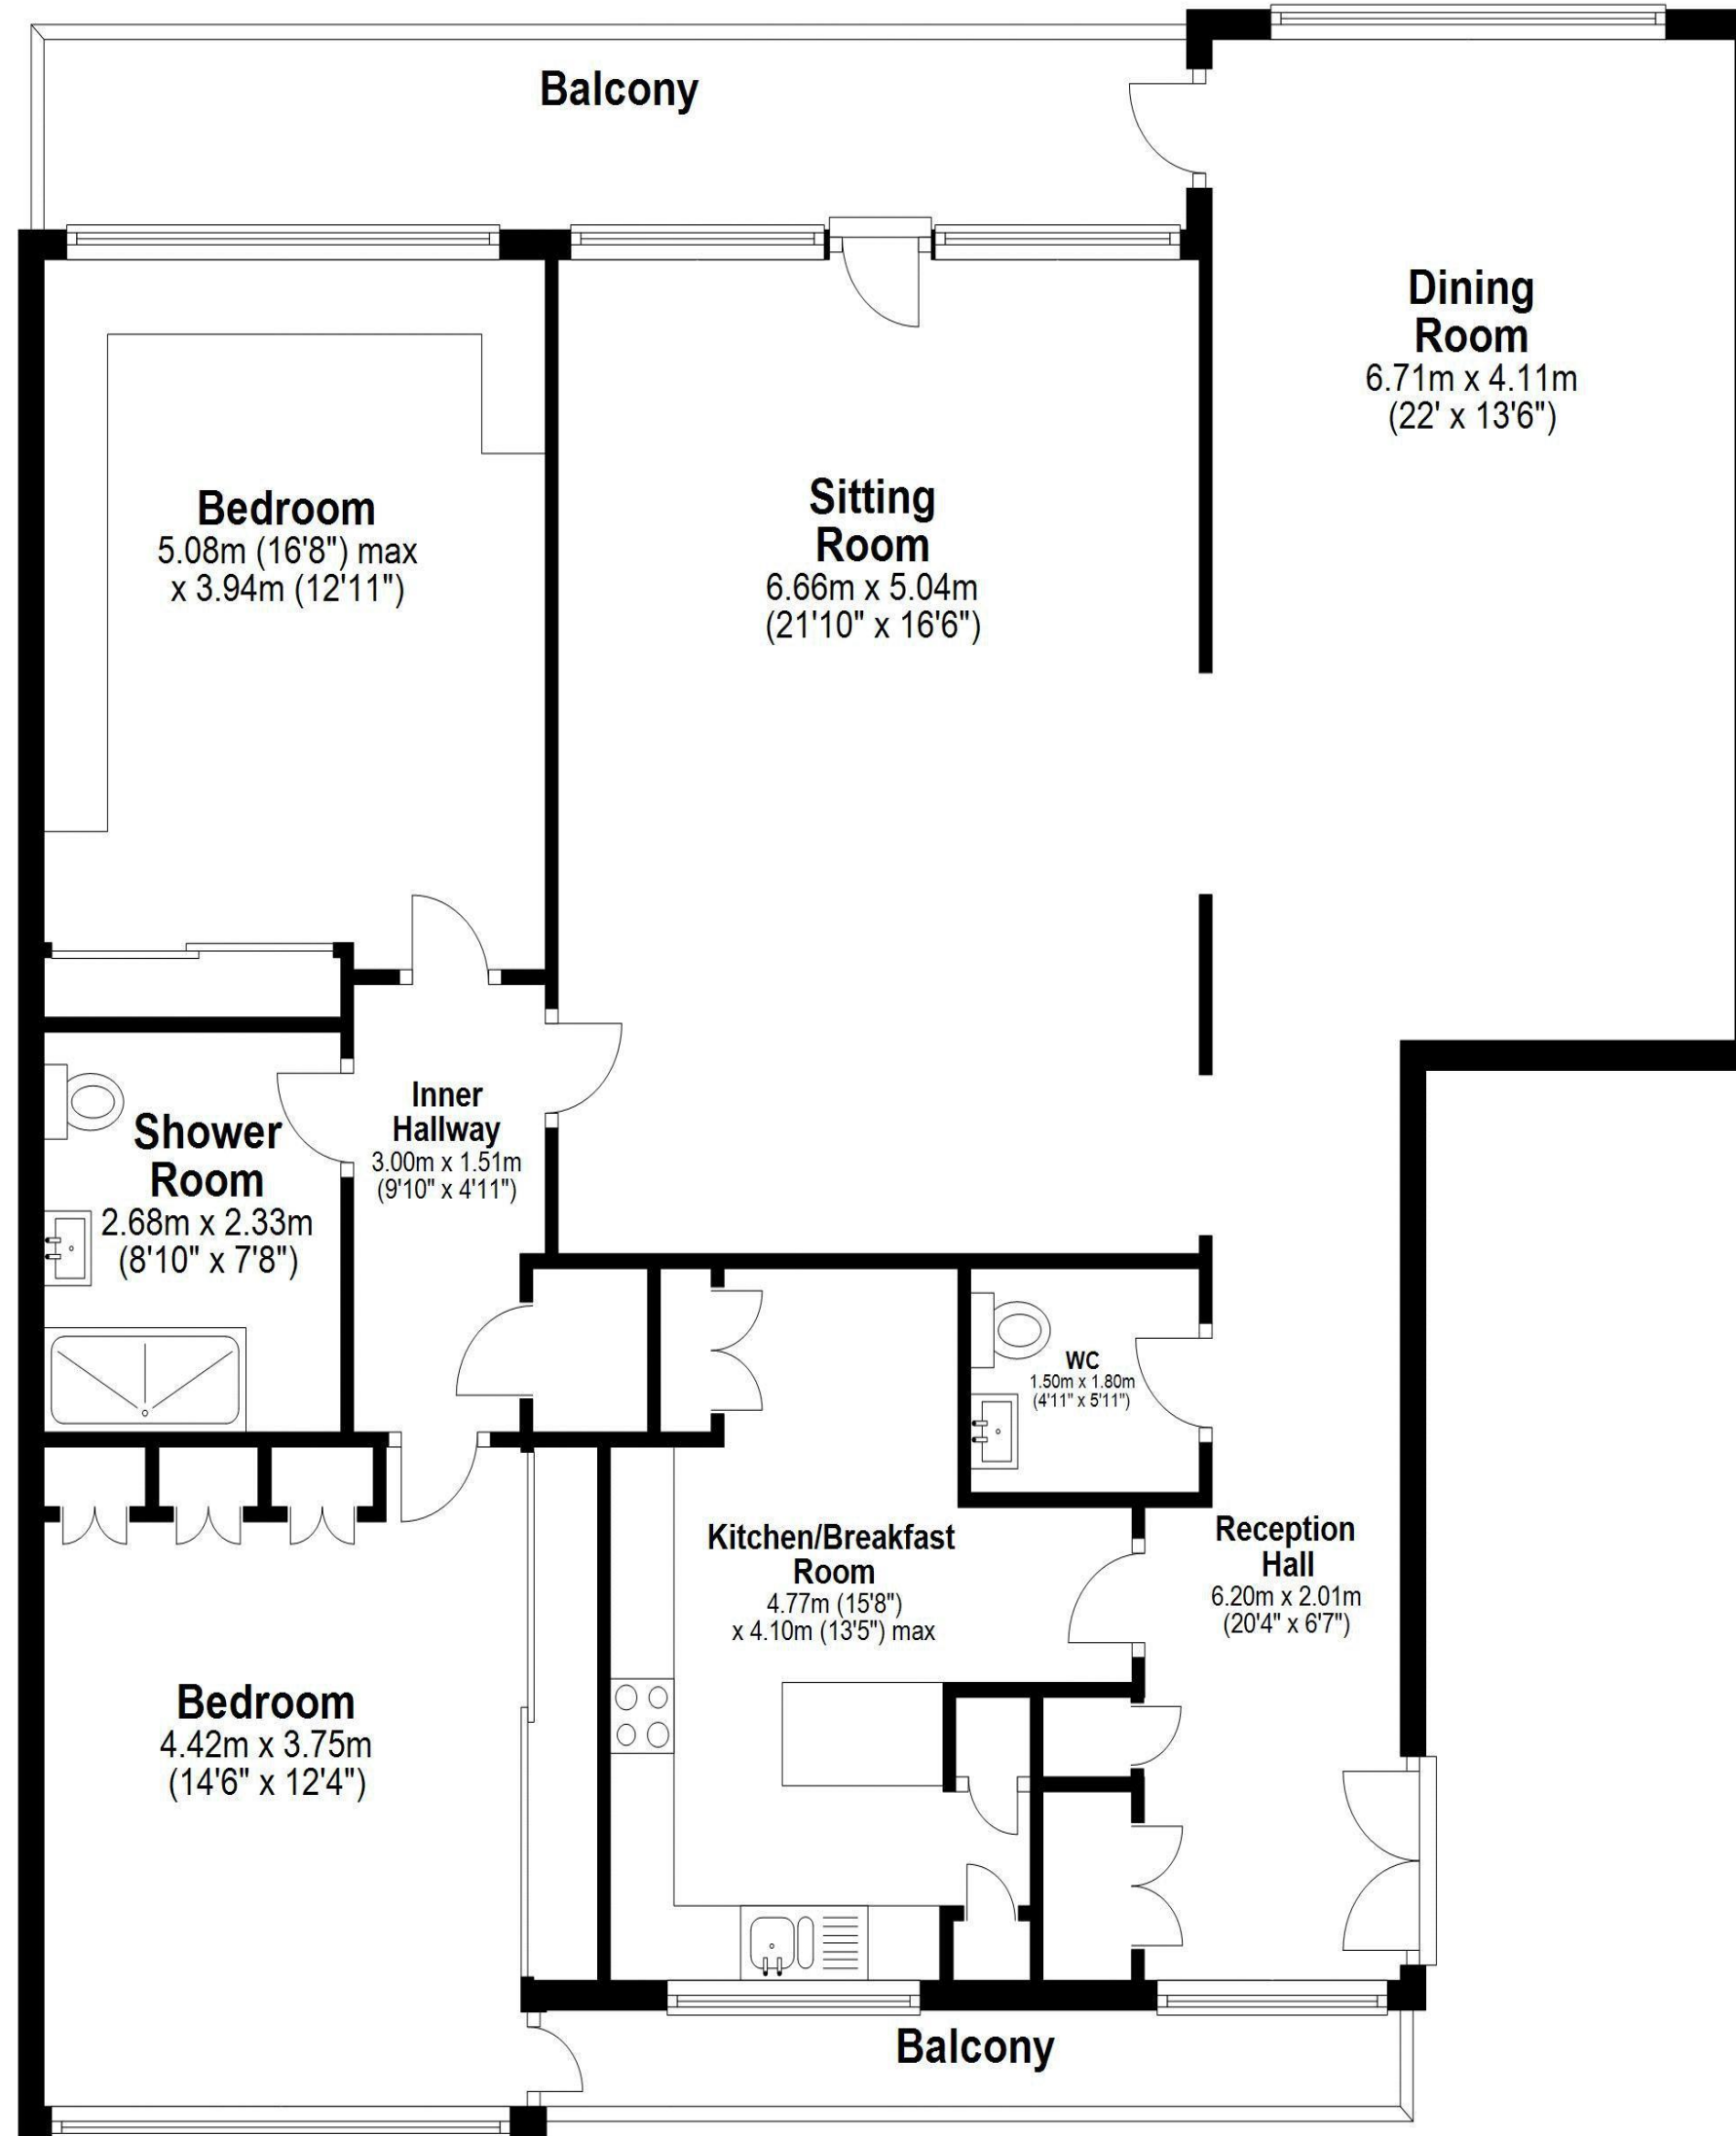 Balcony
Dining
Room
6.71m x 4.11m
(22' x 13'6")
Bedroom
5.08m (16'8") max
x 3.94m (12'11")
Sitting
Room
6.66m x 5.04m
(21'10" x 16'6")
Inner
Hallway
3.00m x 1.51m
(9'10" x 4'11")
Shower
Room
2.68m x 2.33m
(8'10" x 7'8")
WC
1.50m x 1.80m
(4'11" x 5'11")
Kitchen/Breakfast
Room
4.77m (15'8")
x 4.10m (13'5") max
Reception
Hall
6.20m x 2.01m
(20'4" x 6'7")
Bedroom
4.42m x 3.75m
(14'6" x 12'4")
Balcony